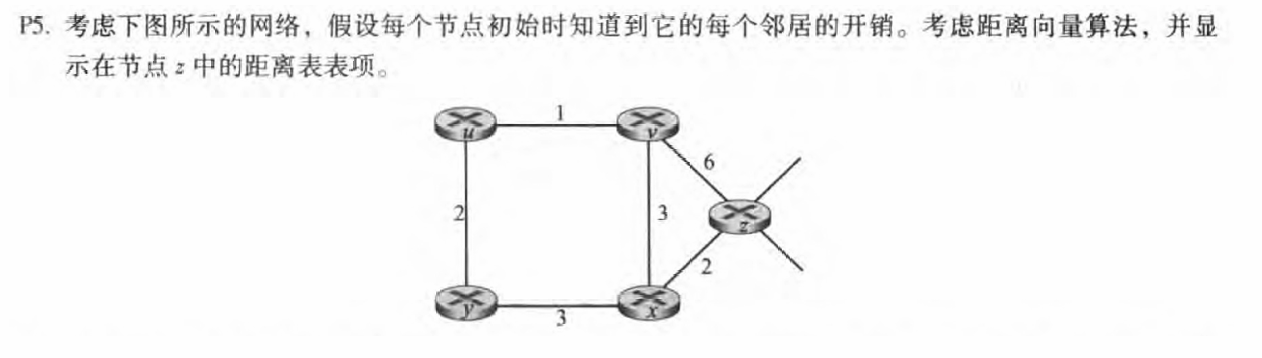 P5. 考虑下图所示的网络，假设每个节点初始时知道到它的每个邻居的开销。考虑距离向量算法，并显
示在节点 z 中的距离表表项。
1
u
v
6
2
3
z
2
y
x
3